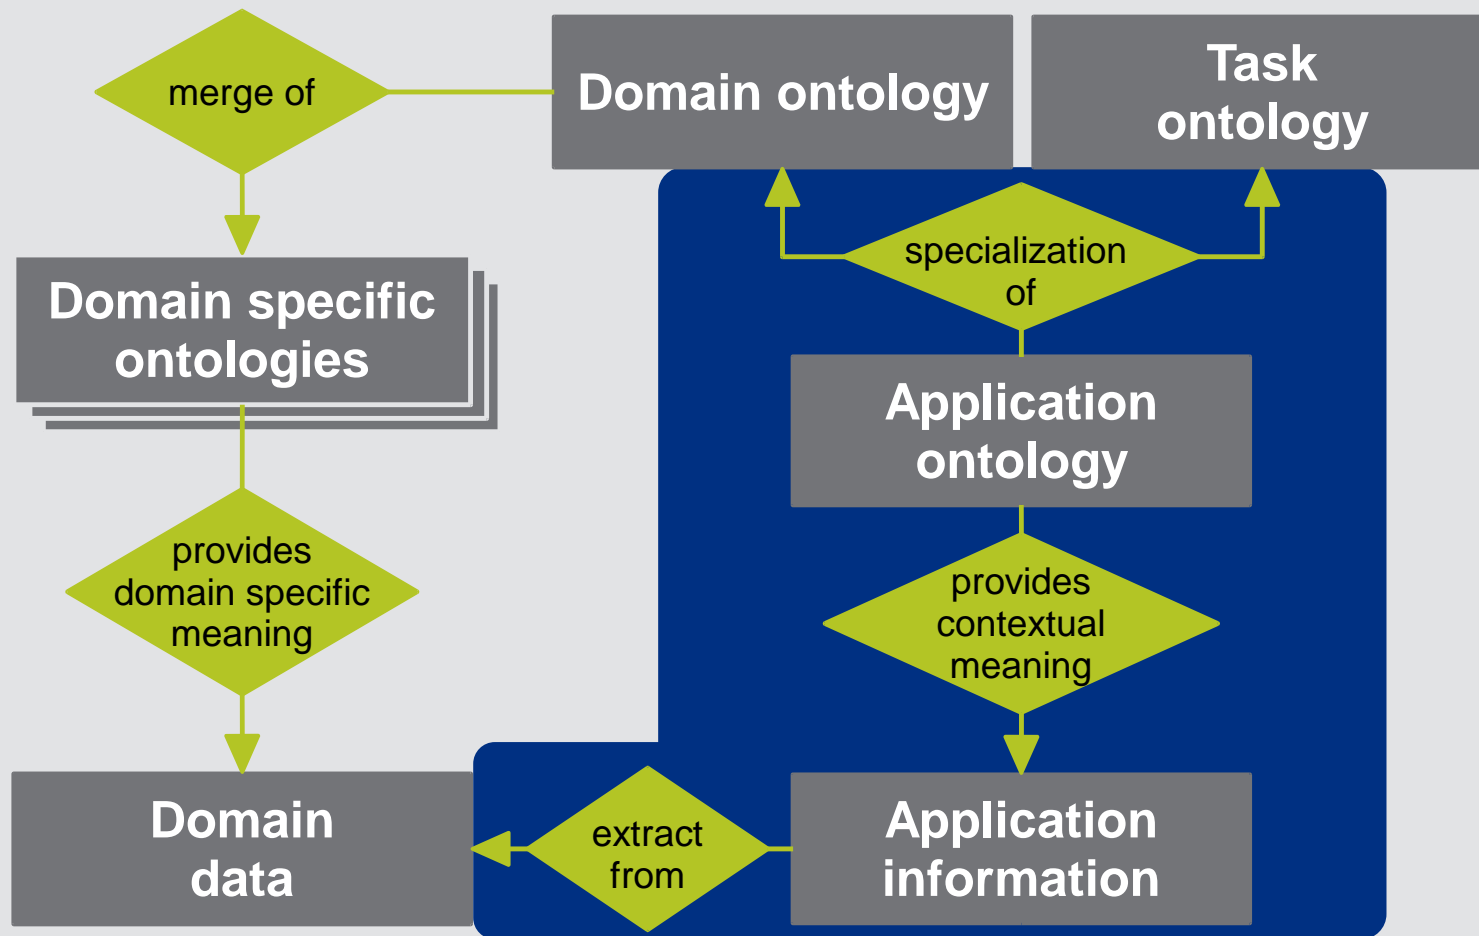 merge of
Domain ontology
Task
ontology
specialization
of
Domain specific
ontologies
Application
ontology
provides
domain specific
meaning
provides
contextual
meaning
Domain
data
extract
from
Application
information